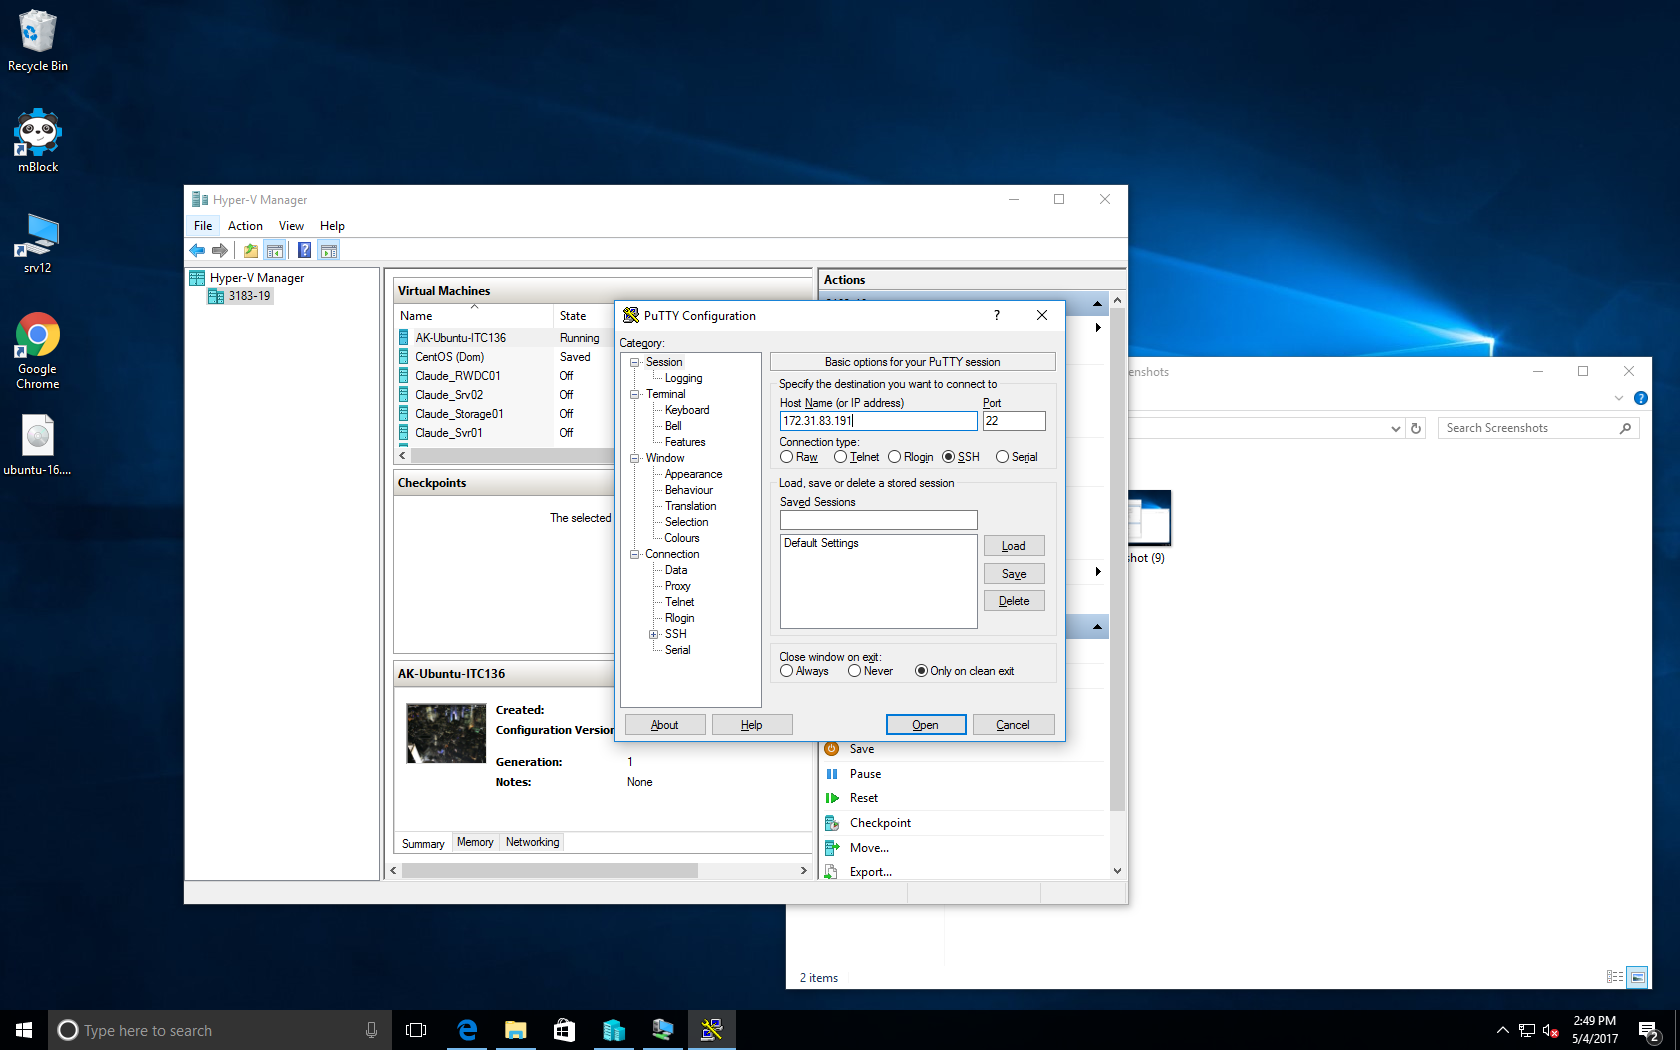 Recycle Bin
mBlock
srv12
Google
Chrome
ubuntu-16....
Hyper-V Manager
File Action View Help
Hyper-V Manager
3183-19
Virtual Machines
Name State
AK-Ubuntu-ITC136 Running
CentOS (Dom) Saved
Claude_RWDC01 Off
Claude_Srv02 Off
Claude_Storage01 Off
Claude_Svr01 Off
Checkpoints
The selected
AK-Ubuntu-ITC136
Created:
Configuration Version
Generation: 1
Notes: None
Summary Memory Networking
Actions
Save
Pause
Reset
Checkpoint
Move...
Export...
PuTTY Configuration
?
Category:
Session
Logging
Terminal
Keyboard
Bell
Features
Window
Appearance
Behaviour
Translation
Selection
Colours
Connection
Data
Proxy
Telnet
Rlogin
SSH
Serial
Basic options for your PuTTY session
Specify the destination you want to connect to
Host Name (or IP address) Port
172.31.83.191 22
Connection type:
Raw Telnet Rlogin SSH Serial
Load, save or delete a stored session
Saved Sessions
Default Settings
Load
Save
Delete
Close window on exit:
Always Never Only on clean exit
About Help Open Cancel
enshots
Search Screenshots
shot (9)
2 items
Type here to search
2:49 PM
5/4/2017
2